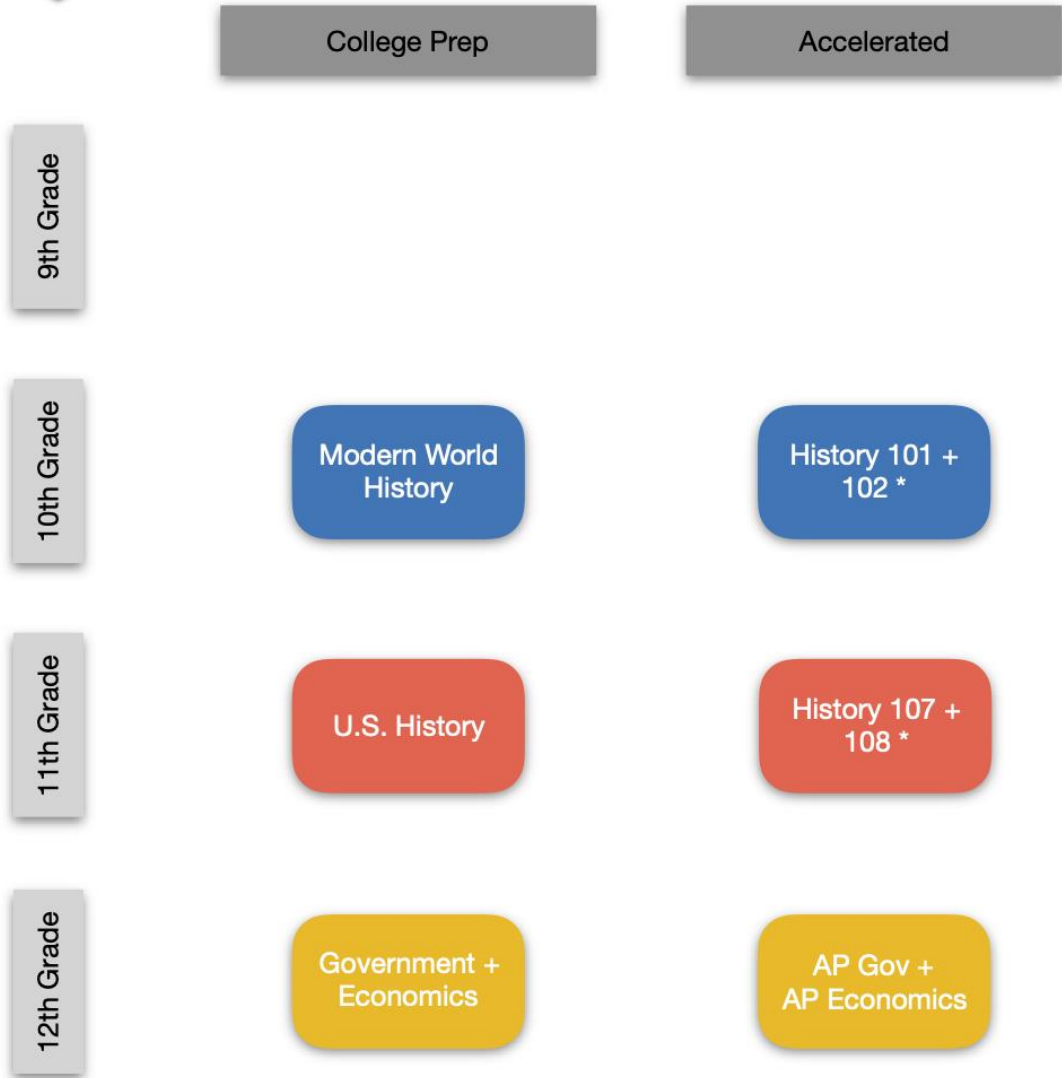 College Prep
Accelerated
9th Grade
10th Grade
Modern World
History
History 101 +
102 *
11th Grade
U.S. History
History 107 +
108 *
12th Grade
Government +
Economics
AP Gov +
AP Economics